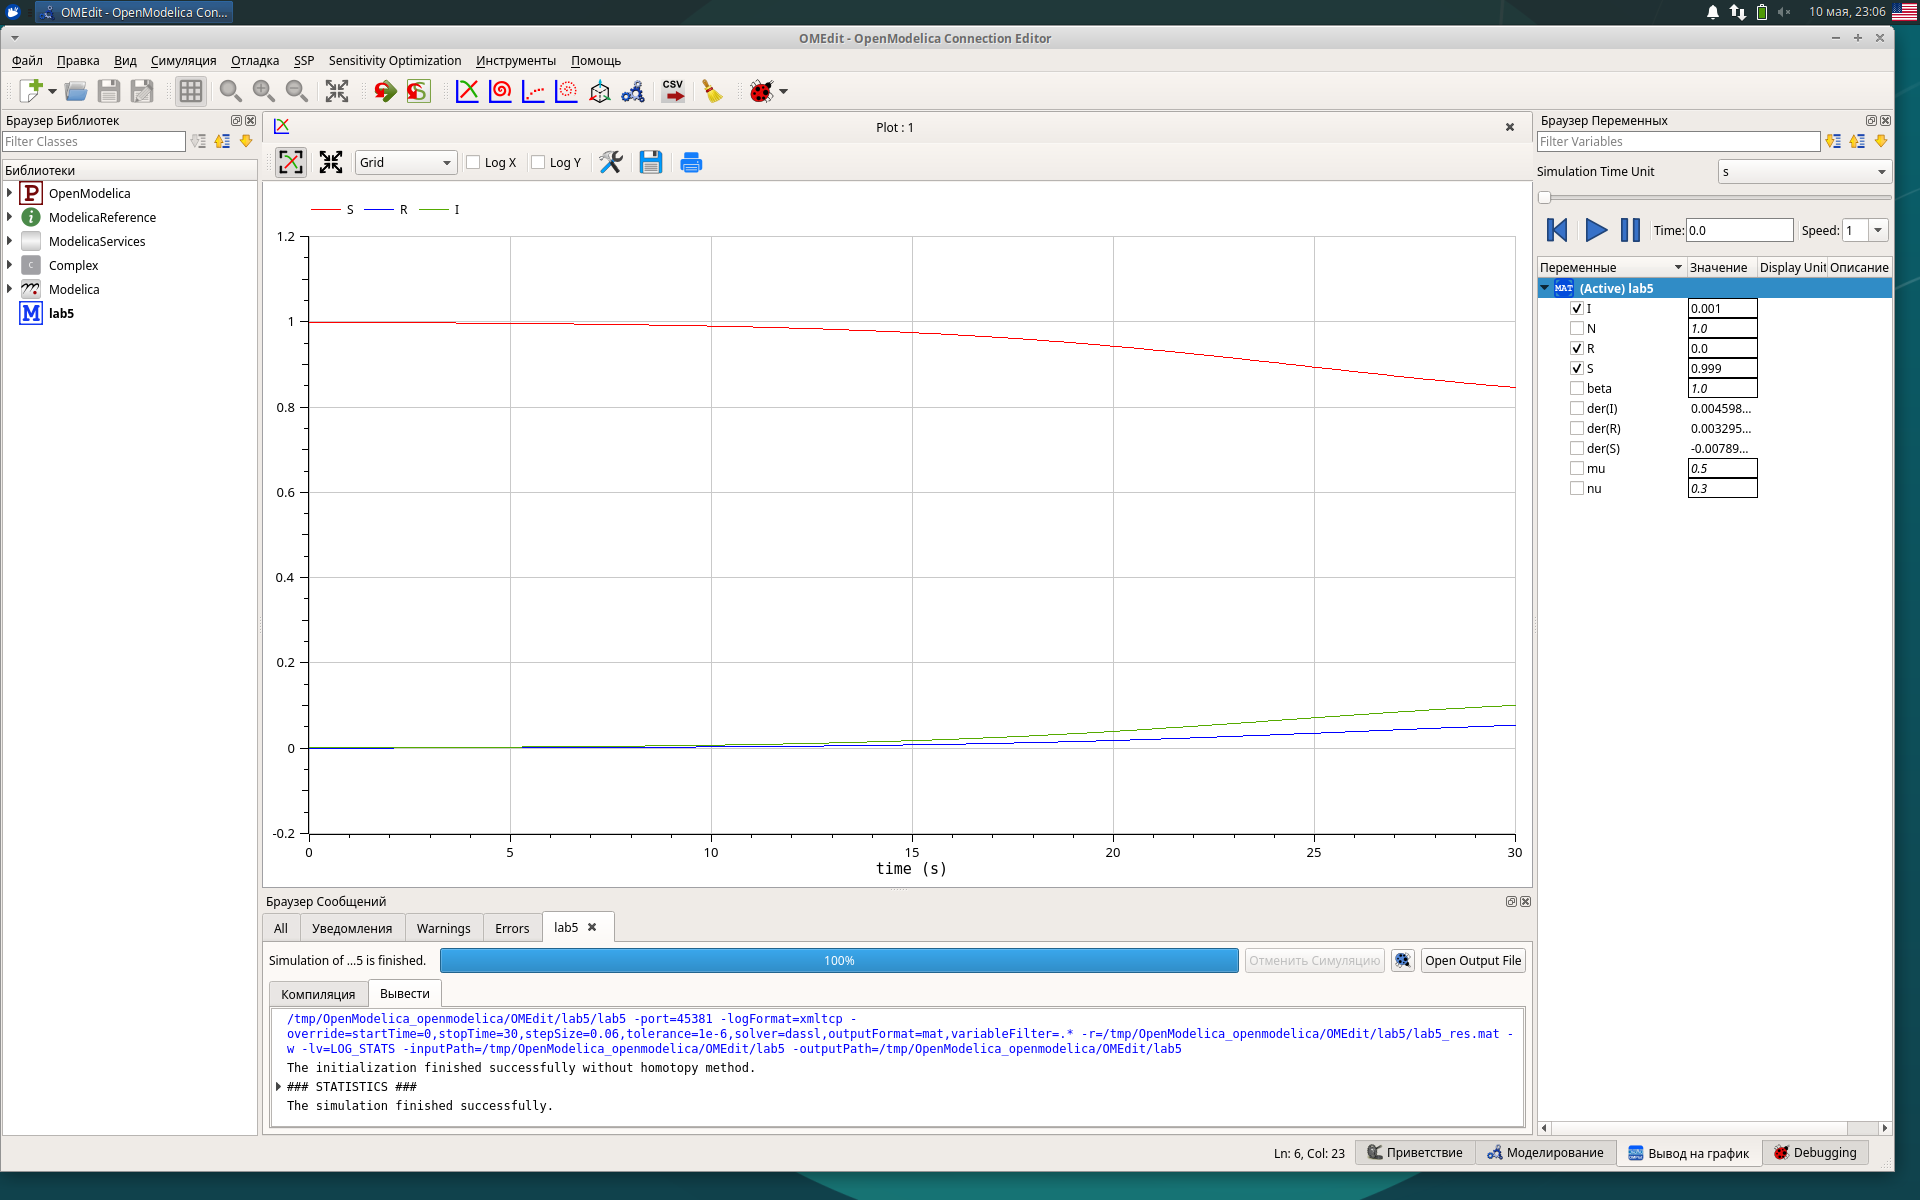 OMEdit - OpenModelica Con...
10 мая, 23:06
OMEdit - OpenModelica Connection Editor
Файл Правка Вид Симуляция Отладка SSP Sensitivity Optimization Инструменты Помощь
CSV
Браузер Библиотек
Filter Classes
Библиотеки
P OpenModelica
i ModelicaReference
ModelicaServices
C Complex
Modelica
M lab5
Plot : 1
Grid Log X Log Y
S R I
1.2
1
0.8
0.6
0.4
0.2
0
-0.2
0 5 10 15 20 25 30
time (s)
Браузер Сообщений
All Уведомления Warnings Errors lab5
Simulation of ...5 is finished. 100% Отменить Симуляцию Open Output File
Компиляция Вывести
/tmp/OpenModelica_openmodelica/OMEdit/lab5/lab5 -port=45381 -logFormat=xmltcp -
override=startTime=0,stopTime=30,stepSize=0.06,tolerance=1e-6,solver=dassl,outputFormat=mat,variableFilter=.* -r=/tmp/OpenModelica_openmodelica/OMEdit/lab5/lab5_res.mat -
w -lv=LOG_STATS -inputPath=/tmp/OpenModelica_openmodelica/OMEdit/lab5 -outputPath=/tmp/OpenModelica_openmodelica/OMEdit/lab5
The initialization finished successfully without homotopy method.
### STATISTICS ###
The simulation finished successfully.
Браузер Переменных
Filter Variables
Simulation Time Unit s
Time: 0.0 Speed: 1
Переменные Значение Display Unit Описание
MAT (Active) lab5
I 0.001
N 1.0
R 0.0
S 0.999
beta 1.0
der(I) 0.004598...
der(R) 0.003295...
der(S) -0.00789...
mu 0.5
nu 0.3
Ln: 6, Col: 23 Приветствие Моделирование Вывод на график Debugging